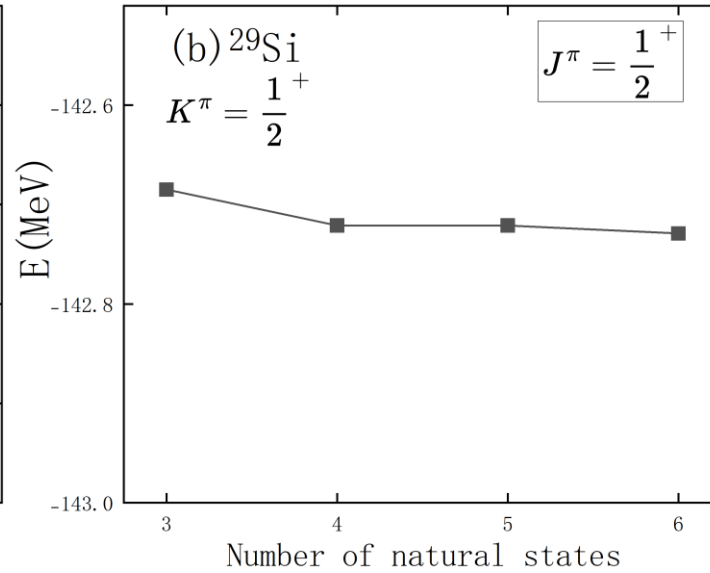 (b) ²⁹Si
K^π = 1/2 ^+
J^π = 1/2 ^+
E(MeV)
-142.6
-142.8
-143.0
3 4 5 6
Number of natural states